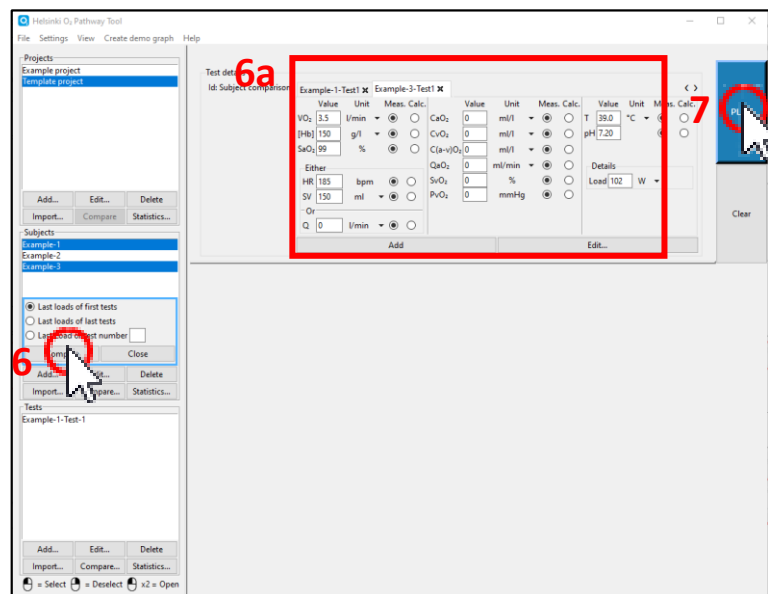 Helsinki O₂ Pathway Tool
File Settings View Create demo graph Help
Projects
Example project
Template project
Add... Edit... Delete
Import... Compare Statistics...
Subjects
Example-1
Example-2
Example-3
Last loads of first tests
Last loads of last tests
6
Close
Delete
Import... Statistics...
Tests
Example-1-Test-1
Add... Edit... Delete
Import... Compare... Statistics...
= Select = Deselect x2 = Open
6a
Id: Subject comparison
Example-1-Test1 ✖ Example-3-Test1 ✖
< >
Value Unit Meas. Calc.
VO₂ 3.5 l/min
[Hb] 150 g/l
SaO₂ 99 %
Either
HR 185 bpm
SV 150 ml
Or
Q 0 l/min
Value Unit Meas. Calc.
CaO₂ 0 ml/l
CvO₂ 0 ml/l
C(a-v)O₂ 0 ml/l
QaO₂ 0 ml/min
SvO₂ 0 %
PvO₂ 0 mmHg
Value Unit Calc.
T 39.0 °C
pH 7.20
Details
Load 102 W
Add Edit...
7
Clear